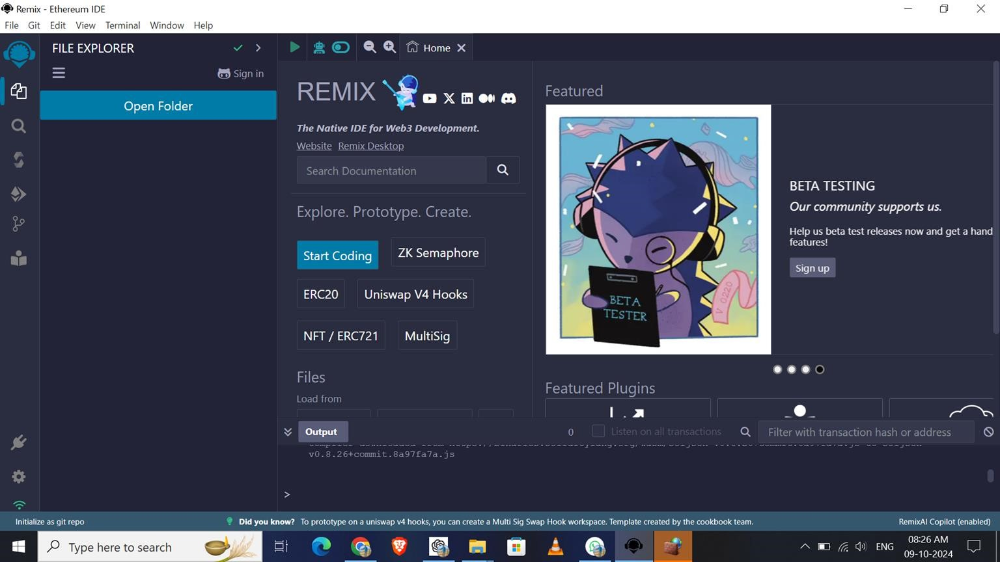 Remix - Ethereum IDE
File Git Edit View Terminal Window Help
FILE EXPLORER
Sign in
Open Folder
Home
REMIX
The Native IDE for Web3 Development.
Website Remix Desktop
Search Documentation
Explore. Prototype. Create.
Start Coding ZK Semaphore
ERC20 Uniswap V4 Hooks
NFT / ERC721 MultiSig
Files
Load from
Featured
BETA
TESTER
V 0220
BETA TESTING
Our community supports us.
Help us beta test releases now and get a hand
features!
Sign up
Featured Plugins
Output 0 Listen on all transactions Filter with transaction hash or address
v0.8.26+commit.8a97fa7a.js
>
Initialize as git repo Did you know? To prototype on a uniswap v4 hooks, you can create a Multi Sig Swap Hook workspace. Template created by the cookbook team. RemixAI Copilot (enabled)
Type here to search ENG 08:26 AM
09-10-2024